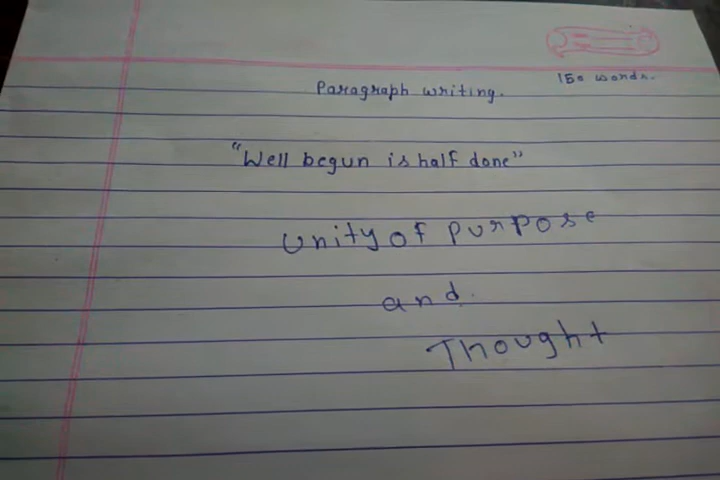 150 words.
Paragraph writing.
"Well begun is half done"
Unity of purpose
and.
Thought